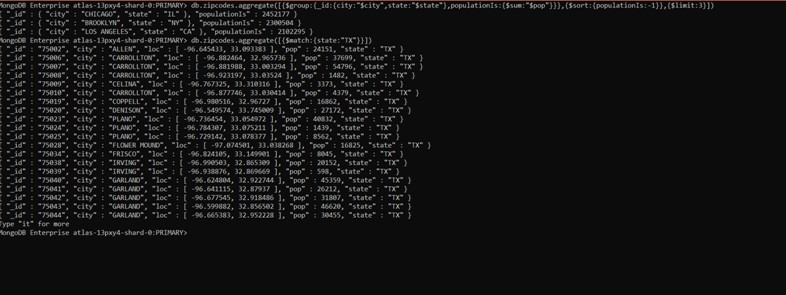 MongoDB Enterprise atlas-13pxy4-shard-0:PRIMARY> db.zipcodes.aggregate([{$group:{_id:{city:"$city",state:"$state"},populationIs:{$sum:"$pop"}}},{$sort:{populationIs:-1}},{$limit:3}])
{ "_id" : { "city" : "CHICAGO", "state" : "IL" }, "populationIs" : 2452177 }
{ "_id" : { "city" : "BROOKLYN", "state" : "NY" }, "populationIs" : 2300504 }
{ "_id" : { "city" : "LOS ANGELES", "state" : "CA" }, "populationIs" : 2102295 }
MongoDB Enterprise atlas-13pxy4-shard-0:PRIMARY> db.zipcodes.aggregate([{$match:{state:"TX"}}])
{ "_id" : "75002", "city" : "ALLEN", "loc" : [ -96.645433, 33.093383 ], "pop" : 24151, "state" : "TX" }
{ "_id" : "75006", "city" : "CARROLLTON", "loc" : [ -96.882464, 32.965736 ], "pop" : 37699, "state" : "TX" }
{ "_id" : "75007", "city" : "CARROLLTON", "loc" : [ -96.881988, 33.003294 ], "pop" : 54796, "state" : "TX" }
{ "_id" : "75008", "city" : "CARROLLTON", "loc" : [ -96.923197, 33.03524 ], "pop" : 1482, "state" : "TX" }
{ "_id" : "75009", "city" : "CELINA", "loc" : [ -96.767325, 33.310316 ], "pop" : 3373, "state" : "TX" }
{ "_id" : "75010", "city" : "CARROLLTON", "loc" : [ -96.877746, 33.030414 ], "pop" : 4379, "state" : "TX" }
{ "_id" : "75019", "city" : "COPPELL", "loc" : [ -96.980516, 32.96727 ], "pop" : 16862, "state" : "TX" }
{ "_id" : "75020", "city" : "DENISON", "loc" : [ -96.549574, 33.745009 ], "pop" : 27172, "state" : "TX" }
{ "_id" : "75023", "city" : "PLANO", "loc" : [ -96.736454, 33.054972 ], "pop" : 40832, "state" : "TX" }
{ "_id" : "75024", "city" : "PLANO", "loc" : [ -96.784307, 33.075211 ], "pop" : 1439, "state" : "TX" }
{ "_id" : "75025", "city" : "PLANO", "loc" : [ -96.729142, 33.078377 ], "pop" : 8562, "state" : "TX" }
{ "_id" : "75028", "city" : "FLOWER MOUND", "loc" : [ -97.074501, 33.038268 ], "pop" : 16825, "state" : "TX" }
{ "_id" : "75034", "city" : "FRISCO", "loc" : [ -96.824105, 33.149901 ], "pop" : 8045, "state" : "TX" }
{ "_id" : "75038", "city" : "IRVING", "loc" : [ -96.990503, 32.865309 ], "pop" : 20152, "state" : "TX" }
{ "_id" : "75039", "city" : "IRVING", "loc" : [ -96.938876, 32.869669 ], "pop" : 598, "state" : "TX" }
{ "_id" : "75040", "city" : "GARLAND", "loc" : [ -96.624804, 32.922744 ], "pop" : 45359, "state" : "TX" }
{ "_id" : "75041", "city" : "GARLAND", "loc" : [ -96.641115, 32.87937 ], "pop" : 26212, "state" : "TX" }
{ "_id" : "75042", "city" : "GARLAND", "loc" : [ -96.677545, 32.918486 ], "pop" : 31807, "state" : "TX" }
{ "_id" : "75043", "city" : "GARLAND", "loc" : [ -96.599882, 32.856502 ], "pop" : 46620, "state" : "TX" }
{ "_id" : "75044", "city" : "GARLAND", "loc" : [ -96.665383, 32.952228 ], "pop" : 30455, "state" : "TX" }
Type "it" for more
MongoDB Enterprise atlas-13pxy4-shard-0:PRIMARY>